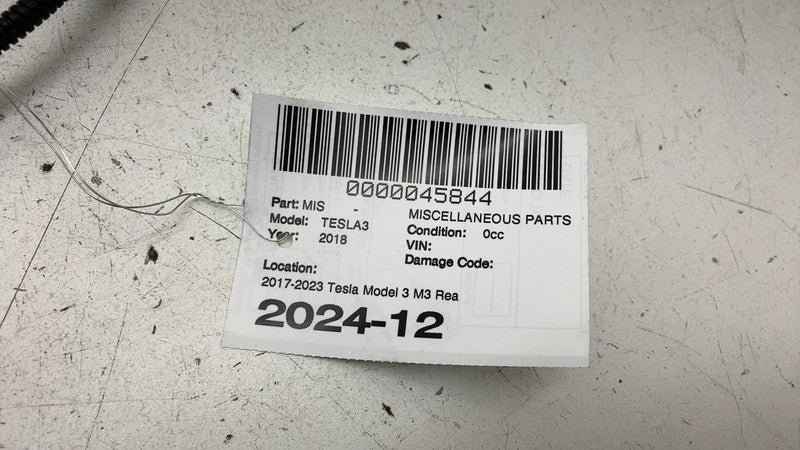 0000045844
Part: MIS - MISCELLANEOUS PARTS
Model: TESLA3 Condition: 0cc
Year: 2018 VIN:
Damage Code:
Location:
2017-2023 Tesla Model 3 M3 Rea
2024-12